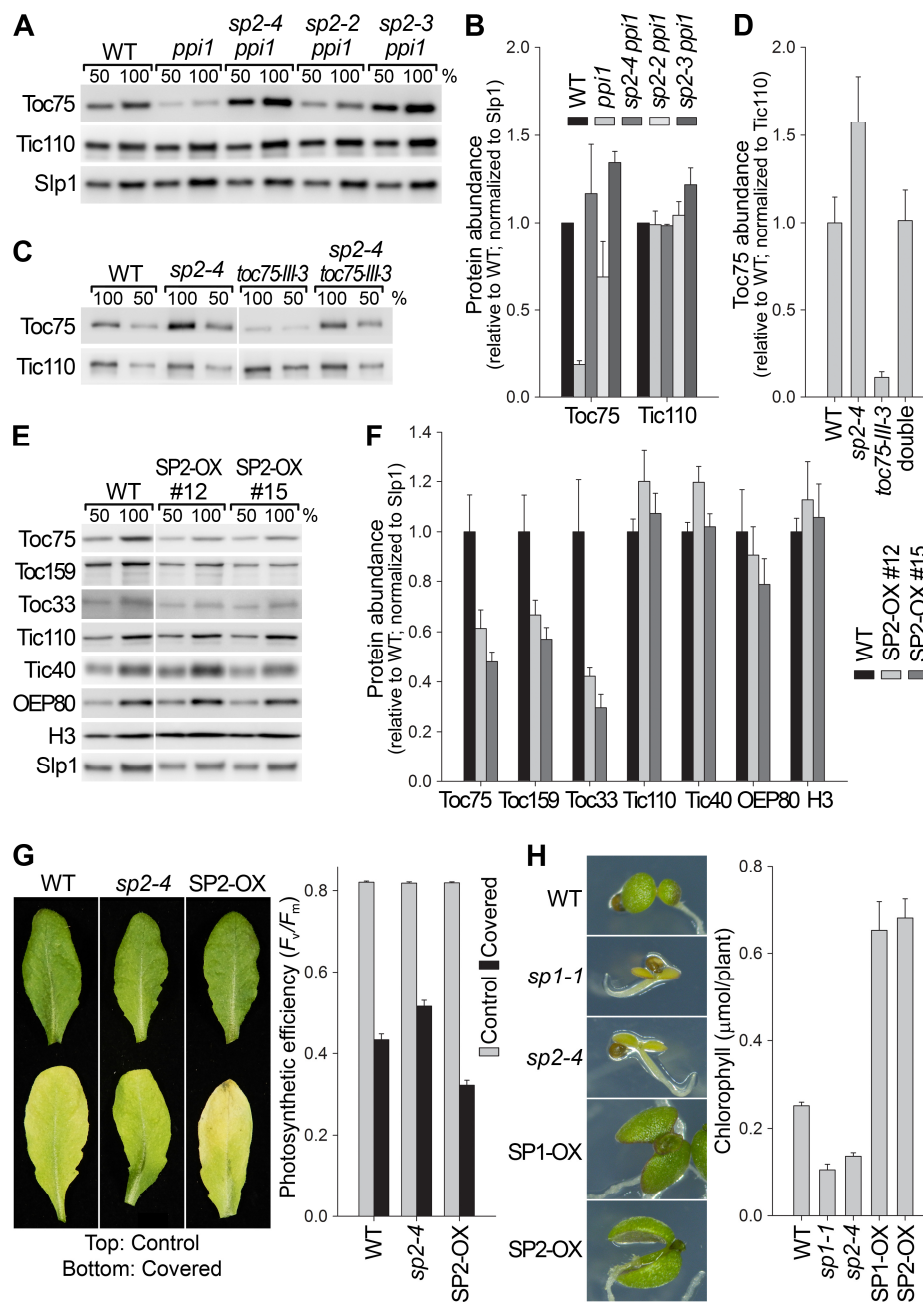 A
WT
ppi1
sp2-4 ppi1
sp2-2 ppi1
sp2-3 ppi1
50 100 50 100 50 100 50 100 50 100 %
Toc75
Tic110
Slp1
B
Protein abundance
(relative to WT; normalized to Slp1)
2.0
1.5
1.0
0.5
0.0
WT
ppi1
sp2-4 ppi1
sp2-2 ppi1
sp2-3 ppi1
Toc75 Tic110
C
WT
sp2-4
toc75-III-3
sp2-4 toc75-III-3
100 50 100 50 100 50 100 50 %
Toc75
Tic110
D
Toc75 abundance
(relative to WT; normalized to Tic110)
2.0
1.5
1.0
0.5
0.0
WT
sp2-4
toc75-III-3
double
E
WT
SP2-OX #12
SP2-OX #15
50 100 50 100 50 100 %
Toc75
Toc159
Toc33
Tic110
Tic40
OEP80
H3
Slp1
F
Protein abundance
(relative to WT; normalized to Slp1)
1.4
1.2
1.0
0.8
0.6
0.4
0.2
0.0
Toc75 Toc159 Toc33 Tic110 Tic40 OEP80 H3
WT
SP2-OX #12
SP2-OX #15
G
WT sp2-4 SP2-OX
Top: Control
Bottom: Covered
Photosynthetic efficiency (Fv/Fm)
0.8
0.6
0.4
0.2
0.0
Control
Covered
WT
sp2-4
SP2-OX
H
WT
sp1-1
sp2-4
SP1-OX
SP2-OX
Chlorophyll (μmol/plant)
0.8
0.6
0.4
0.2
0.0
WT
sp1-1
sp2-4
SP1-OX
SP2-OX